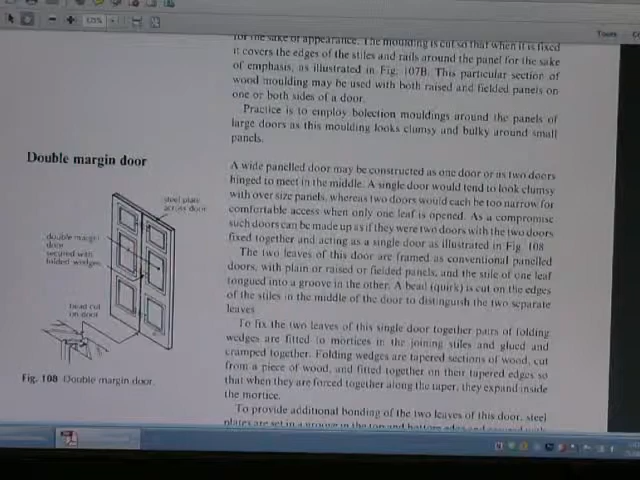 125%
Tools
for the sake of appearance. The moulding is cut so that when it is fixed
it covers the edges of the stiles and rails around the panel for the sake
of emphasis, as illustrated in Fig. 107B. This particular section of
wood moulding may be used with both raised and fielded panels on
one or both sides of a door.
Practice is to employ bolection mouldings around the panels of
large doors as this moulding looks clumsy and bulky around small
panels.
Double margin door
A wide panelled door may be constructed as one door or as two doors
hinged to meet in the middle. A single door would tend to look clumsy
with over size panels, whereas two doors would each be too narrow for
comfortable access when only one leaf is opened. As a compromise
such doors can be made up as if they were two doors with the two doors
fixed together and acting as a single door as illustrated in Fig. 108
The two leaves of this door are framed as conventional panelled
doors, with plain or raised or fielded panels, and the stile of one leaf
tongued into a groove in the other. A bead (quirk) is cut on the edges
of the stiles in the middle of the door to distinguish the two separate
leaves
To fix the two leaves of this single door together pairs of folding
wedges are fitted to mortices in the joining stiles and glued and
cramped together. Folding wedges are tapered sections of wood, cut
from a piece of wood, and fitted together on their tapered edges so
that when they are forced together along the taper, they expand inside
the mortice.
To provide additional bonding of the two leaves of this door, steel
plates are set in a groove in the top and bottom edge and secured with
steel plate
across door
double margin
door
secured with
folded wedges
bead cut
on door
Fig. 108 Double margin door.